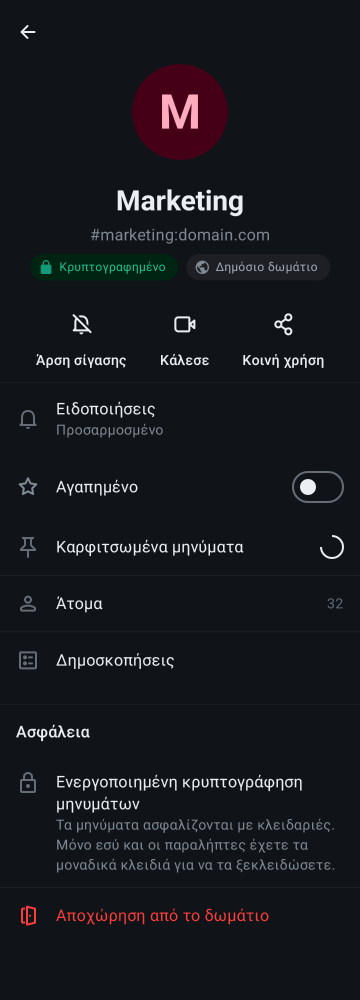 M
Marketing
#marketing:domain.com
Κρυπτογραφημένο Δημόσιο δωμάτιο
Άρση σίγασης Κάλεσε Κοινή χρήση
Ειδοποιήσεις
Προσαρμοσμένο
Αγαπημένο
Καρφιτσωμένα μηνύματα
Άτομα 32
Δημοσκοπήσεις
Ασφάλεια
Ενεργοποιημένη κρυπτογράφηση
μηνυμάτων
Τα μηνύματα ασφαλίζονται με κλειδαριές.
Μόνο εσύ και οι παραλήπτες έχετε τα
μοναδικά κλειδιά για να τα ξεκλειδώσετε.
Αποχώρηση από το δωμάτιο